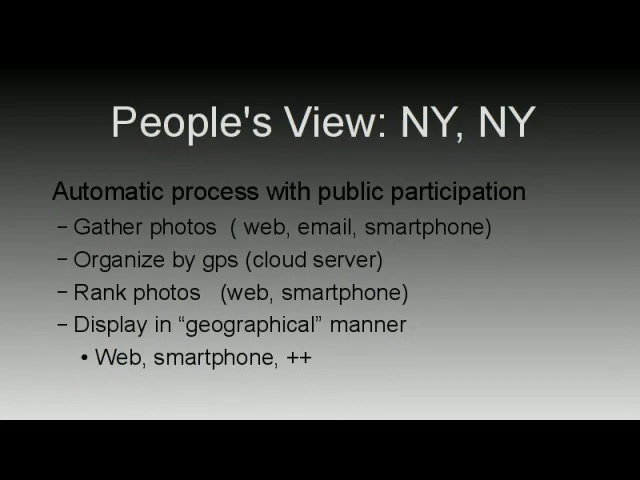 People's View: NY, NY
Automatic process with public participation
– Gather photos ( web, email, smartphone)
– Organize by gps (cloud server)
– Rank photos (web, smartphone)
– Display in “geographical” manner
• Web, smartphone, ++